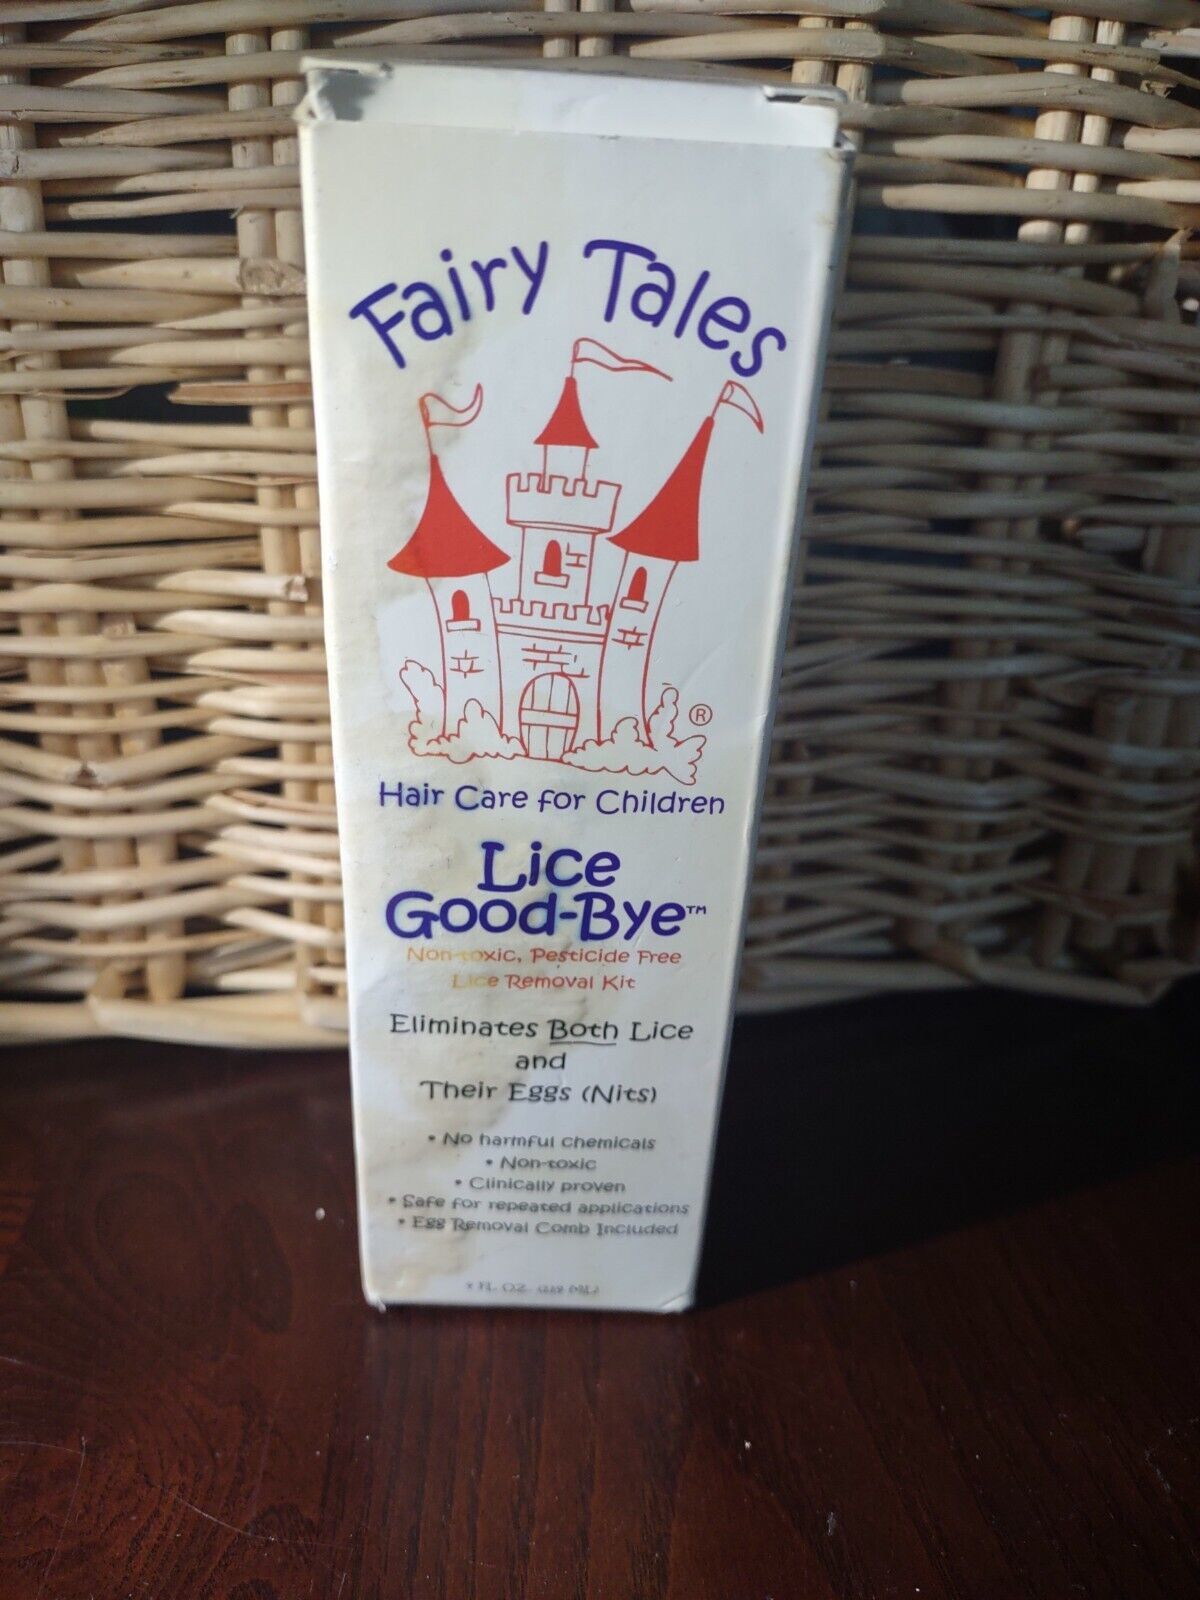 Fairy Tales
®
Hair Care for Children
Lice
Good-Bye™
Non-toxic, Pesticide Free
Lice Removal Kit
Eliminates Both Lice
and
Their Eggs (Nits)
• No harmful chemicals
• Non-toxic
• Clinically proven
• Safe for repeated applications
• Egg Removal Comb Included
FL. OZ.